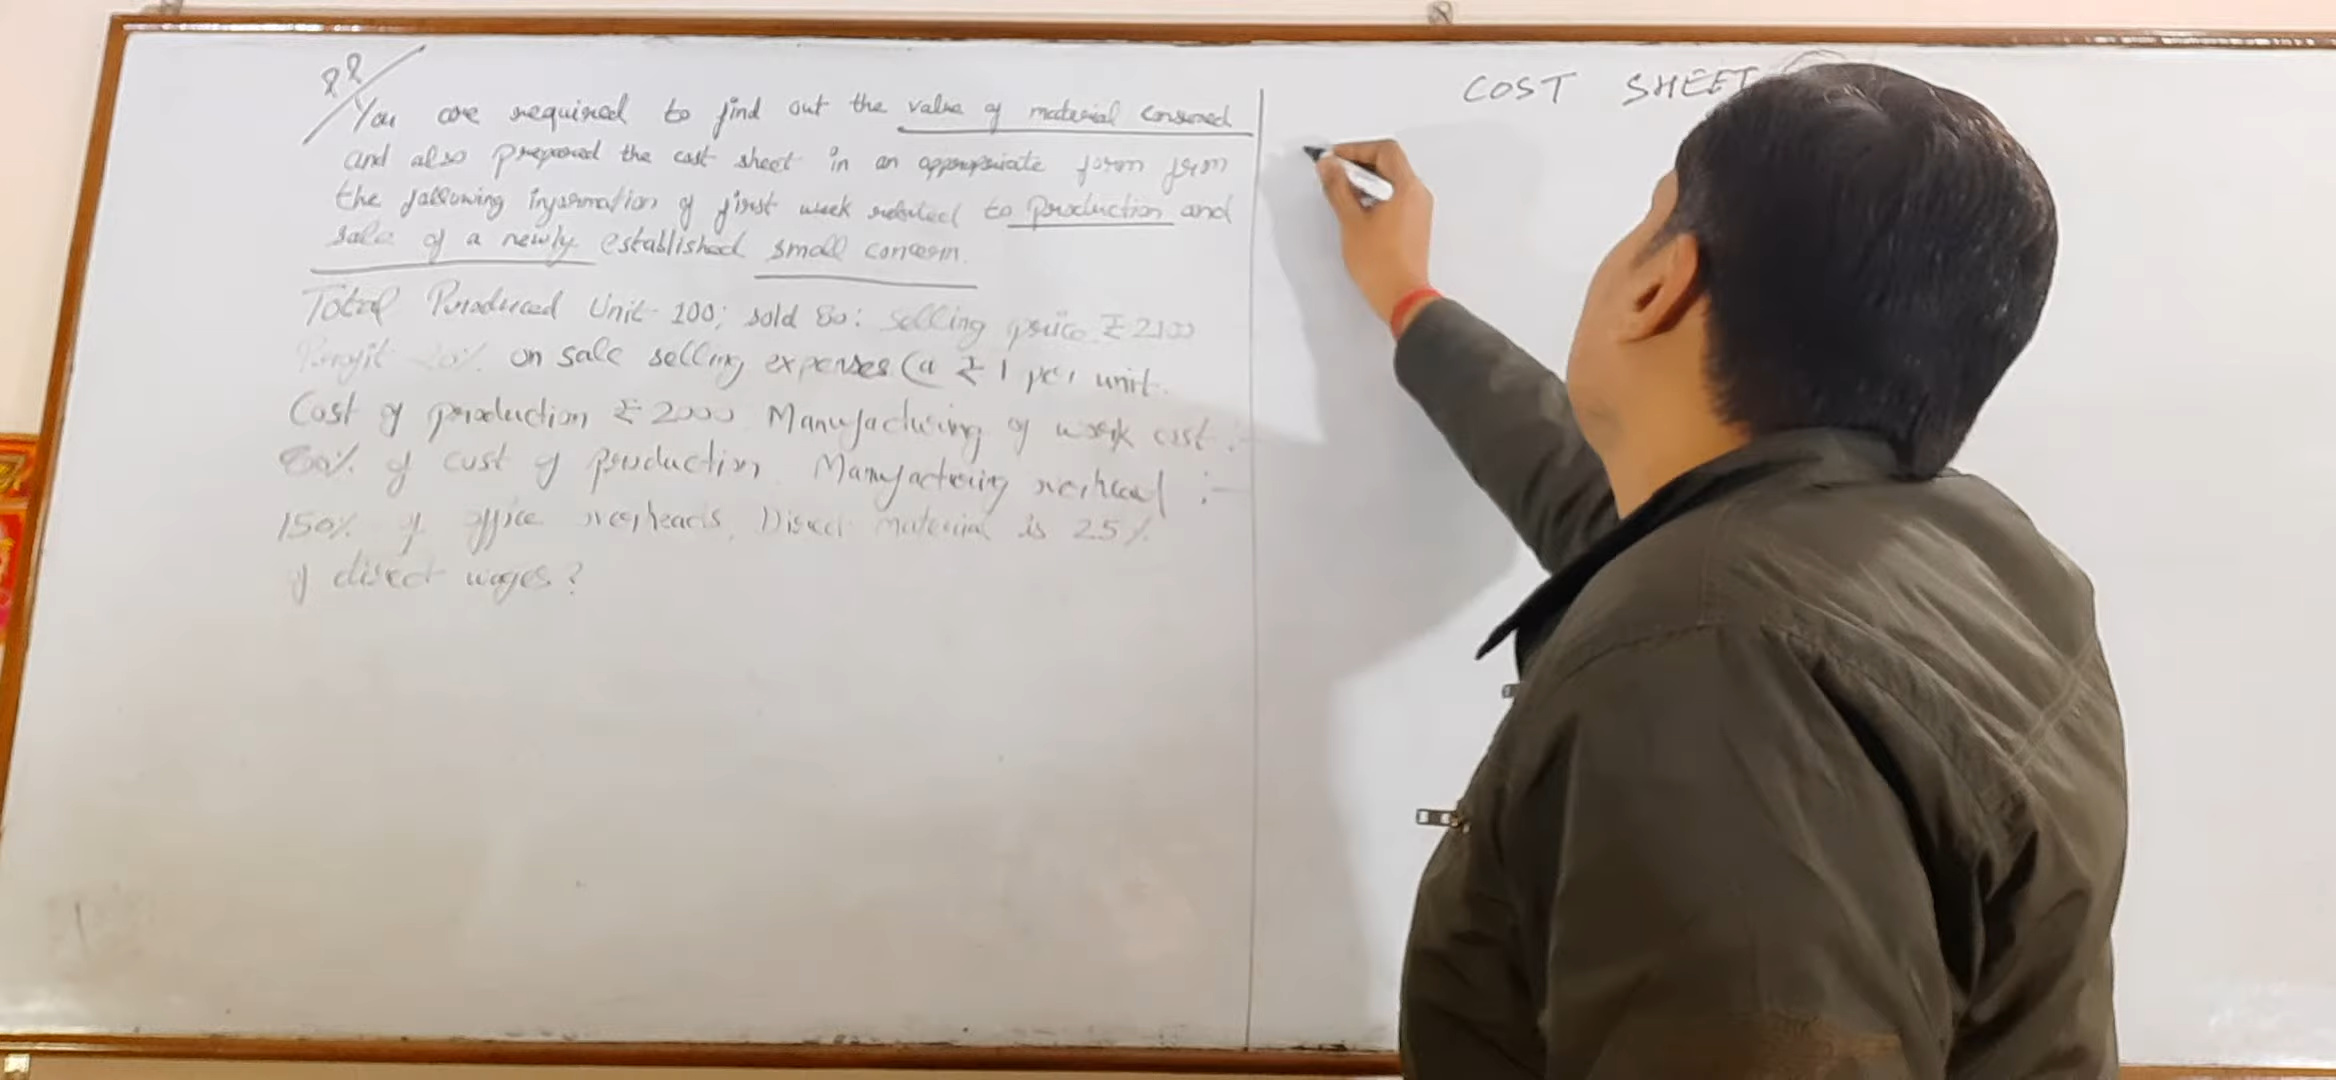 22
You are required to find out the value of material consumed
and also prepared the cost sheet in an appropriate form from
the following information of first week related to production and
sale of a newly established small concern.
Total Produced Unit - 100; sold 80: selling price ₹ 2100
Profit 20% on sale selling expenses @ ₹ 1 per unit.
Cost of production ₹ 2000 Manufacturing of work cost :-
80% of cost of production. Manufactering overhead :-
150% of office overheads, Direct material is 25%
of direct wages?
COST SHEET